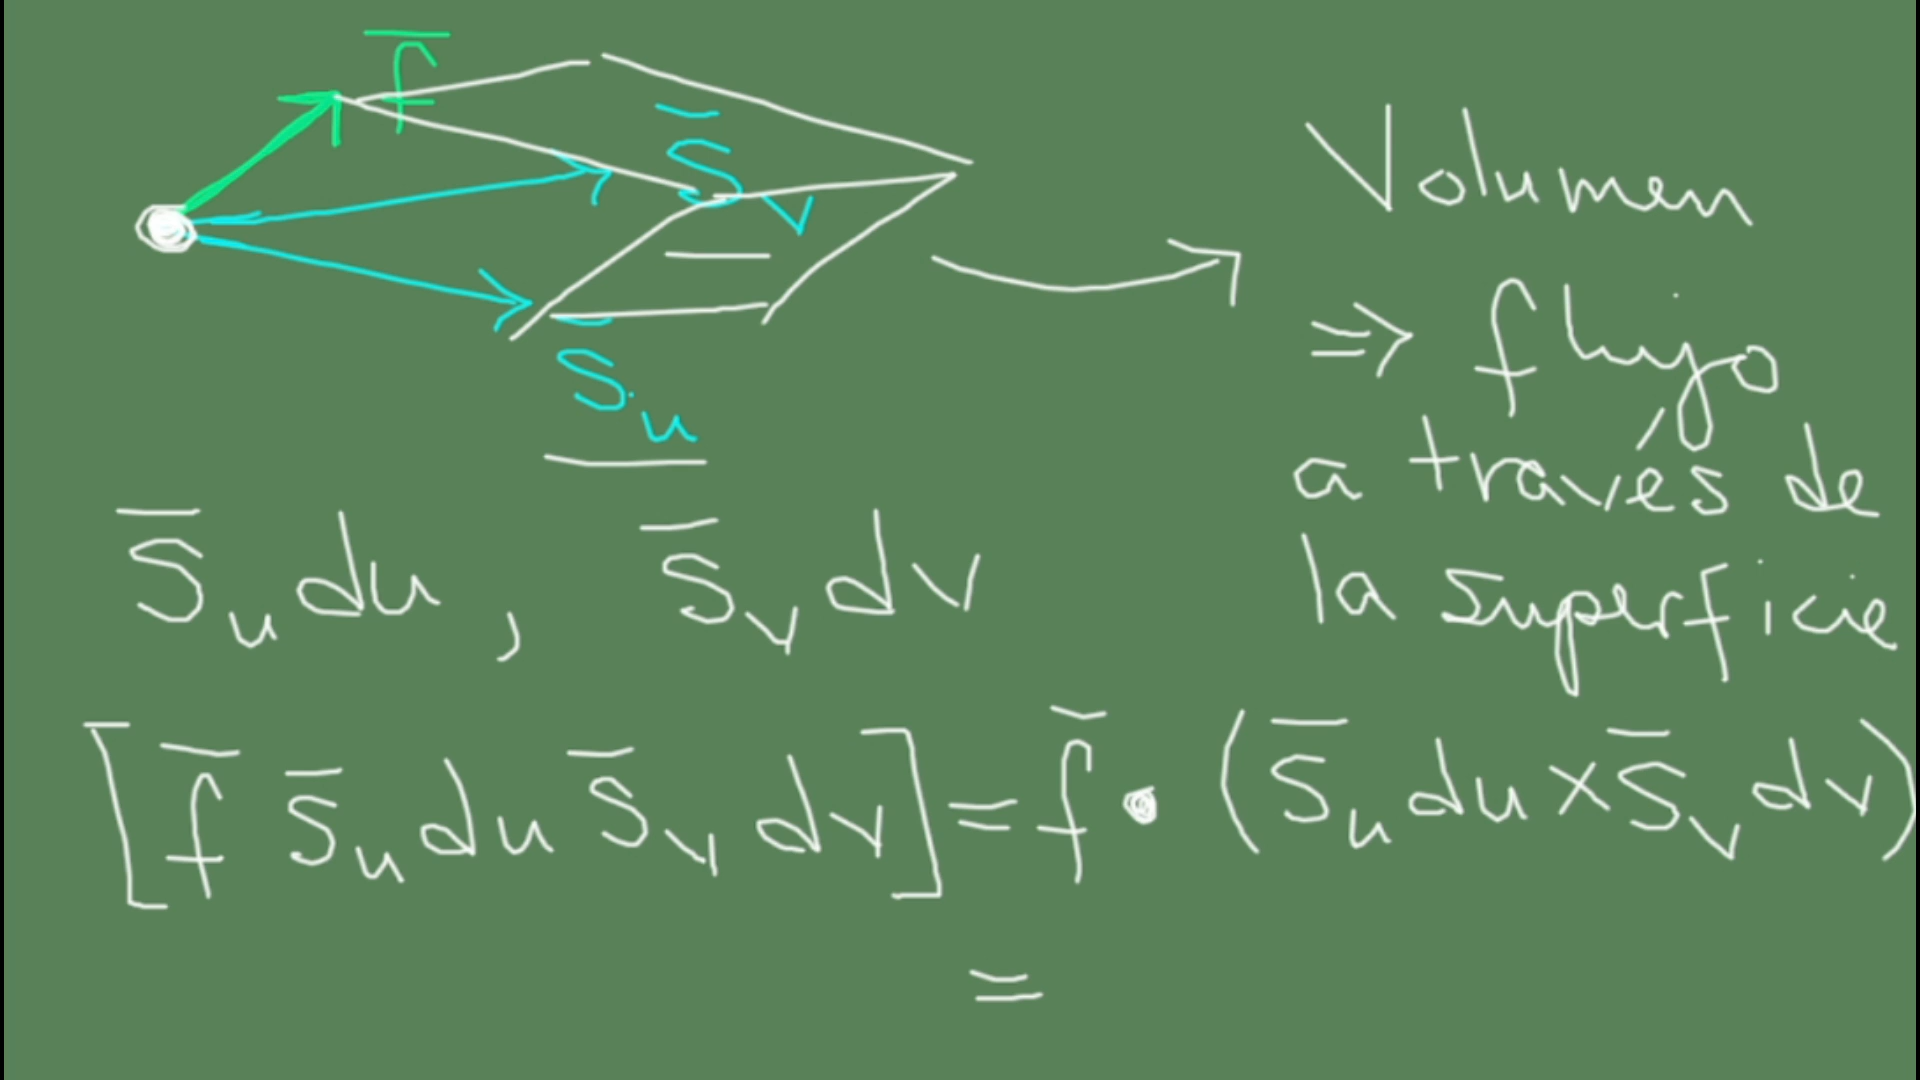 f̅
S̅v
S̅u
Volumen
⇒ flujo
a través de
la superficie
S̅u du , S̅v dv
[f̅ S̅u du S̅v dv] = f̅ • (S̅u du × S̅v dv)
=